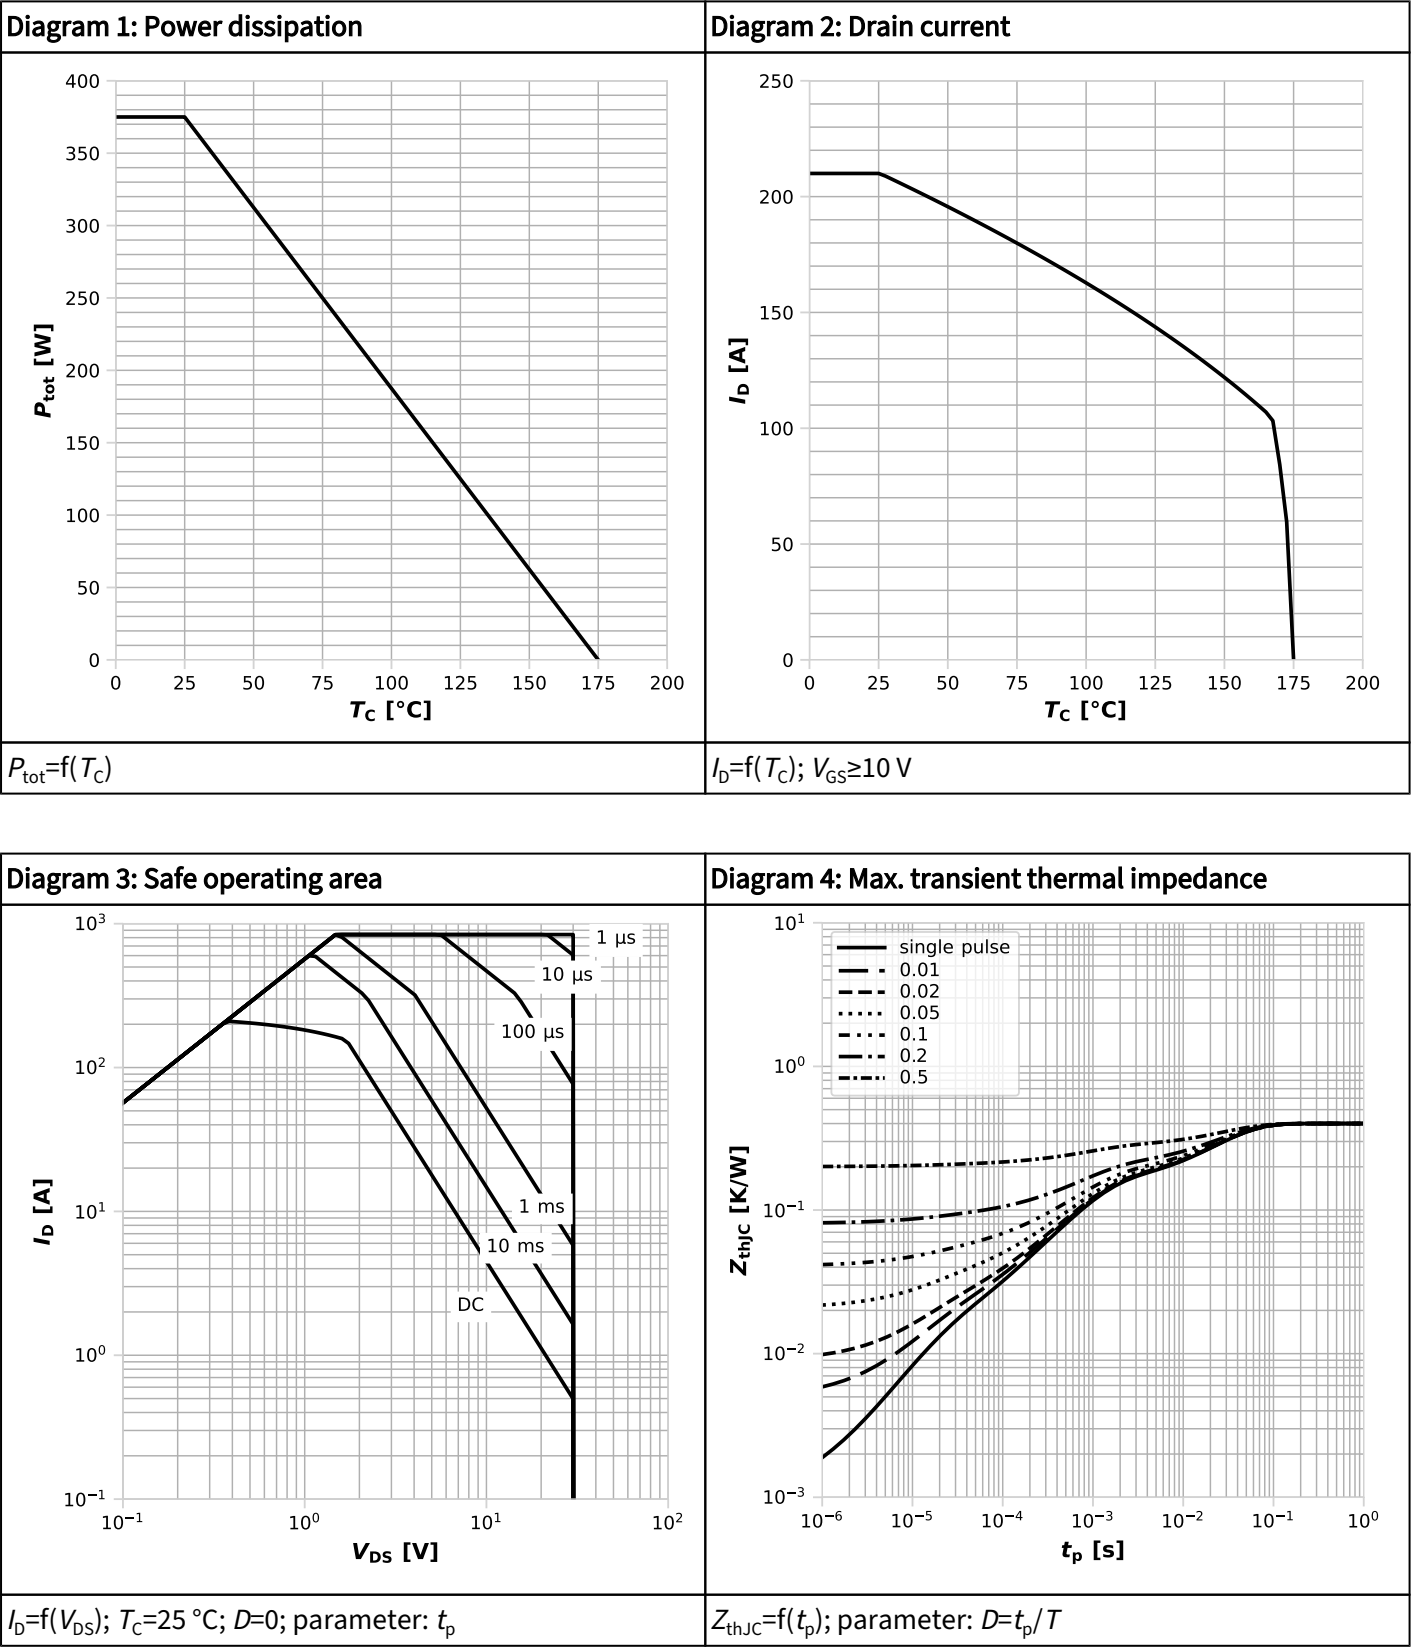 Diagram 1: Power dissipation
400
350
300
250
200
150
100
50
0
0 25 50 75 100 125 150 175 200
Ptot [W]
TC [°C]
Ptot=f(TC)
Diagram 2: Drain current
250
200
150
100
50
0
0 25 50 75 100 125 150 175 200
ID [A]
TC [°C]
ID=f(TC); VGS≥10 V
Diagram 3: Safe operating area
10³
10²
10¹
10⁰
10⁻¹
10⁻¹ 10⁰ 10¹ 10²
1 µs
10 µs
100 µs
1 ms
10 ms
DC
ID [A]
VDS [V]
ID=f(VDS); TC=25 °C; D=0; parameter: tp
Diagram 4: Max. transient thermal impedance
10¹
10⁰
10⁻¹
10⁻²
10⁻³
10⁻⁶ 10⁻⁵ 10⁻⁴ 10⁻³ 10⁻² 10⁻¹ 10⁰
single pulse
0.01
0.02
0.05
0.1
0.2
0.5
ZthJC [K/W]
tp [s]
ZthJC=f(tp); parameter: D=tp/T